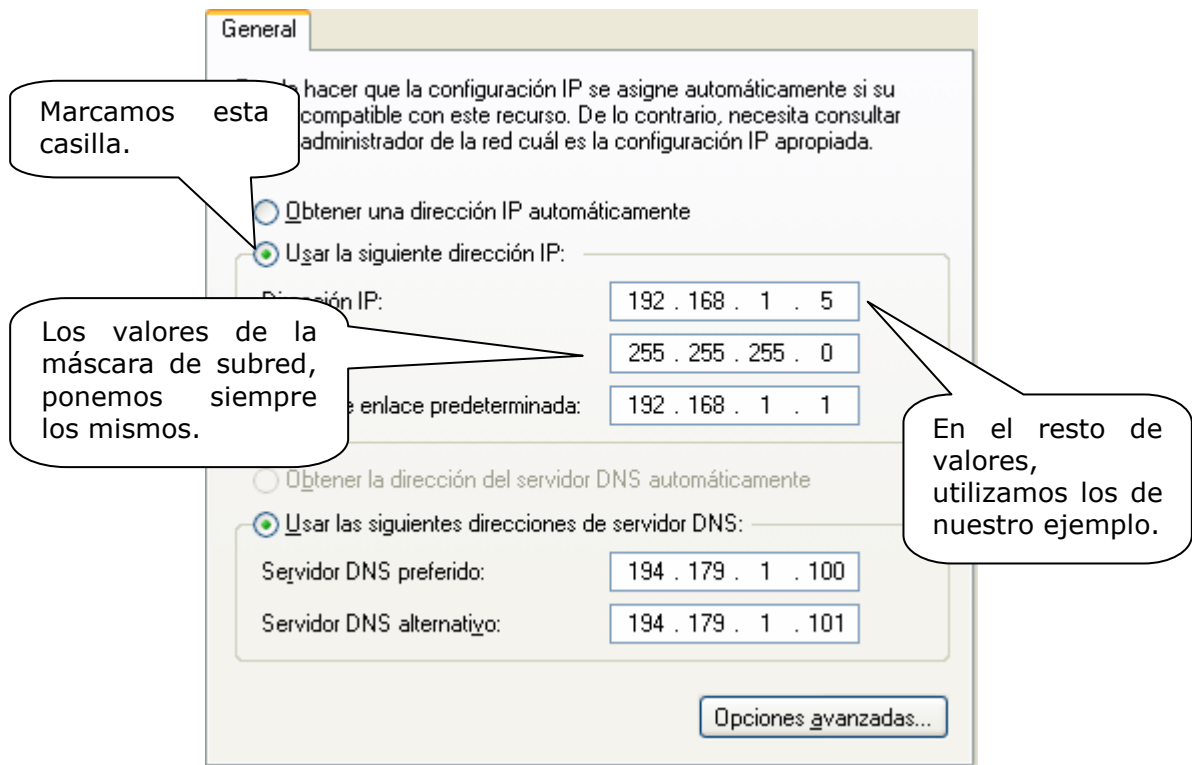 General
hacer que la configuración IP se asigne automáticamente si su
compatible con este recurso. De lo contrario, necesita consultar
administrador de la red cuál es la configuración IP apropiada.
Marcamos esta
casilla.
Obtener una dirección IP automáticamente
Usar la siguiente dirección IP:
IP: 192 . 168 . 1 . 5
255 . 255 . 255 . 0
enlace predeterminada: 192 . 168 . 1 . 1
Los valores de la
máscara de subred,
ponemos siempre
los mismos.
En el resto de
valores,
utilizamos los de
nuestro ejemplo.
Obtener la dirección del servidor DNS automáticamente
Usar las siguientes direcciones de servidor DNS:
Servidor DNS preferido: 194 . 179 . 1 . 100
Servidor DNS alternativo: 194 . 179 . 1 . 101
Opciones avanzadas...